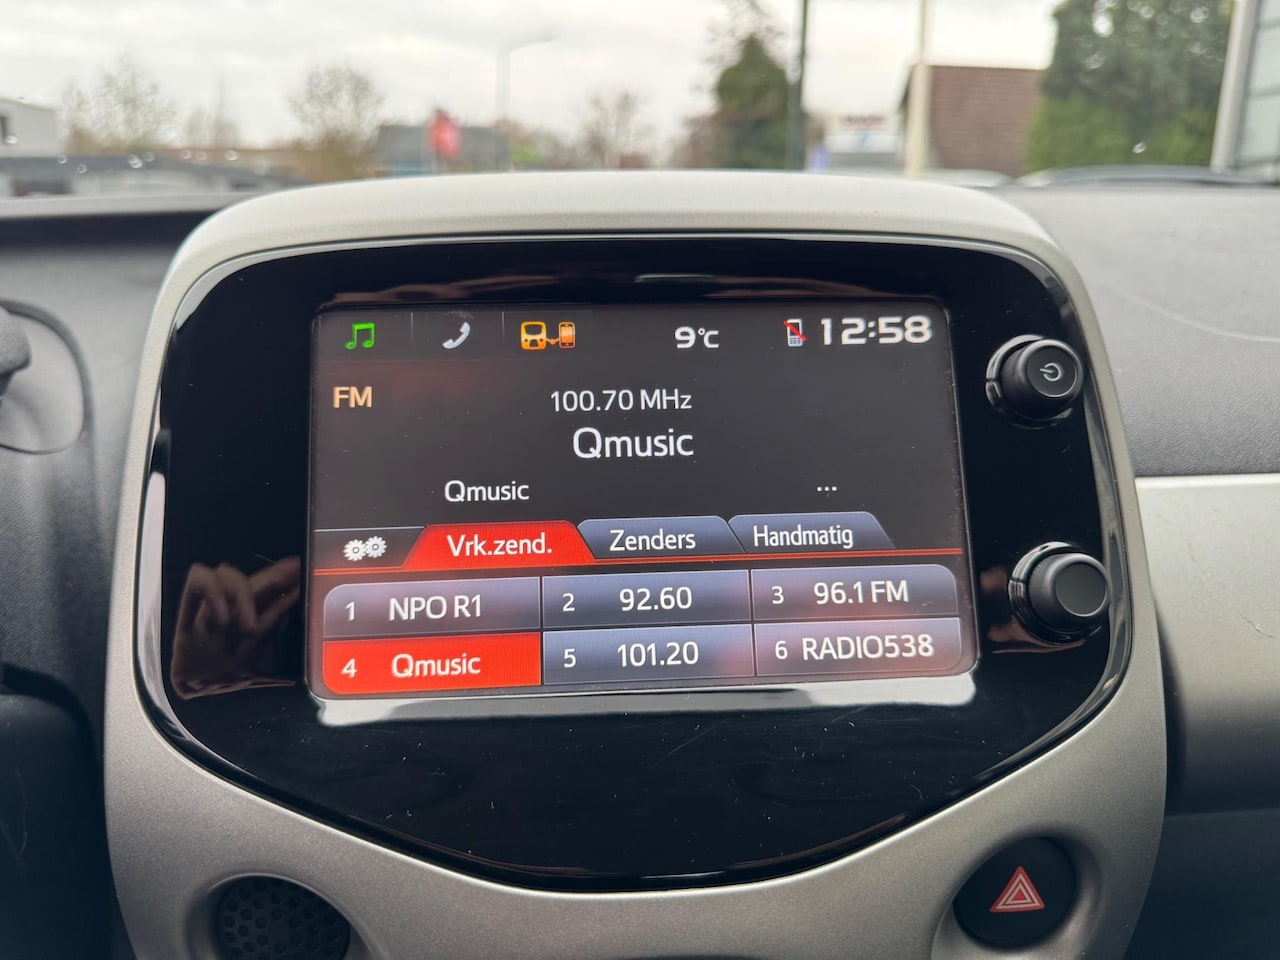 9°C 12:58
FM 100.70 MHz
Qmusic
Qmusic ...
Vrk.zend. Zenders Handmatig
1 NPO R1 2 92.60 3 96.1 FM
4 Qmusic 5 101.20 6 RADIO538